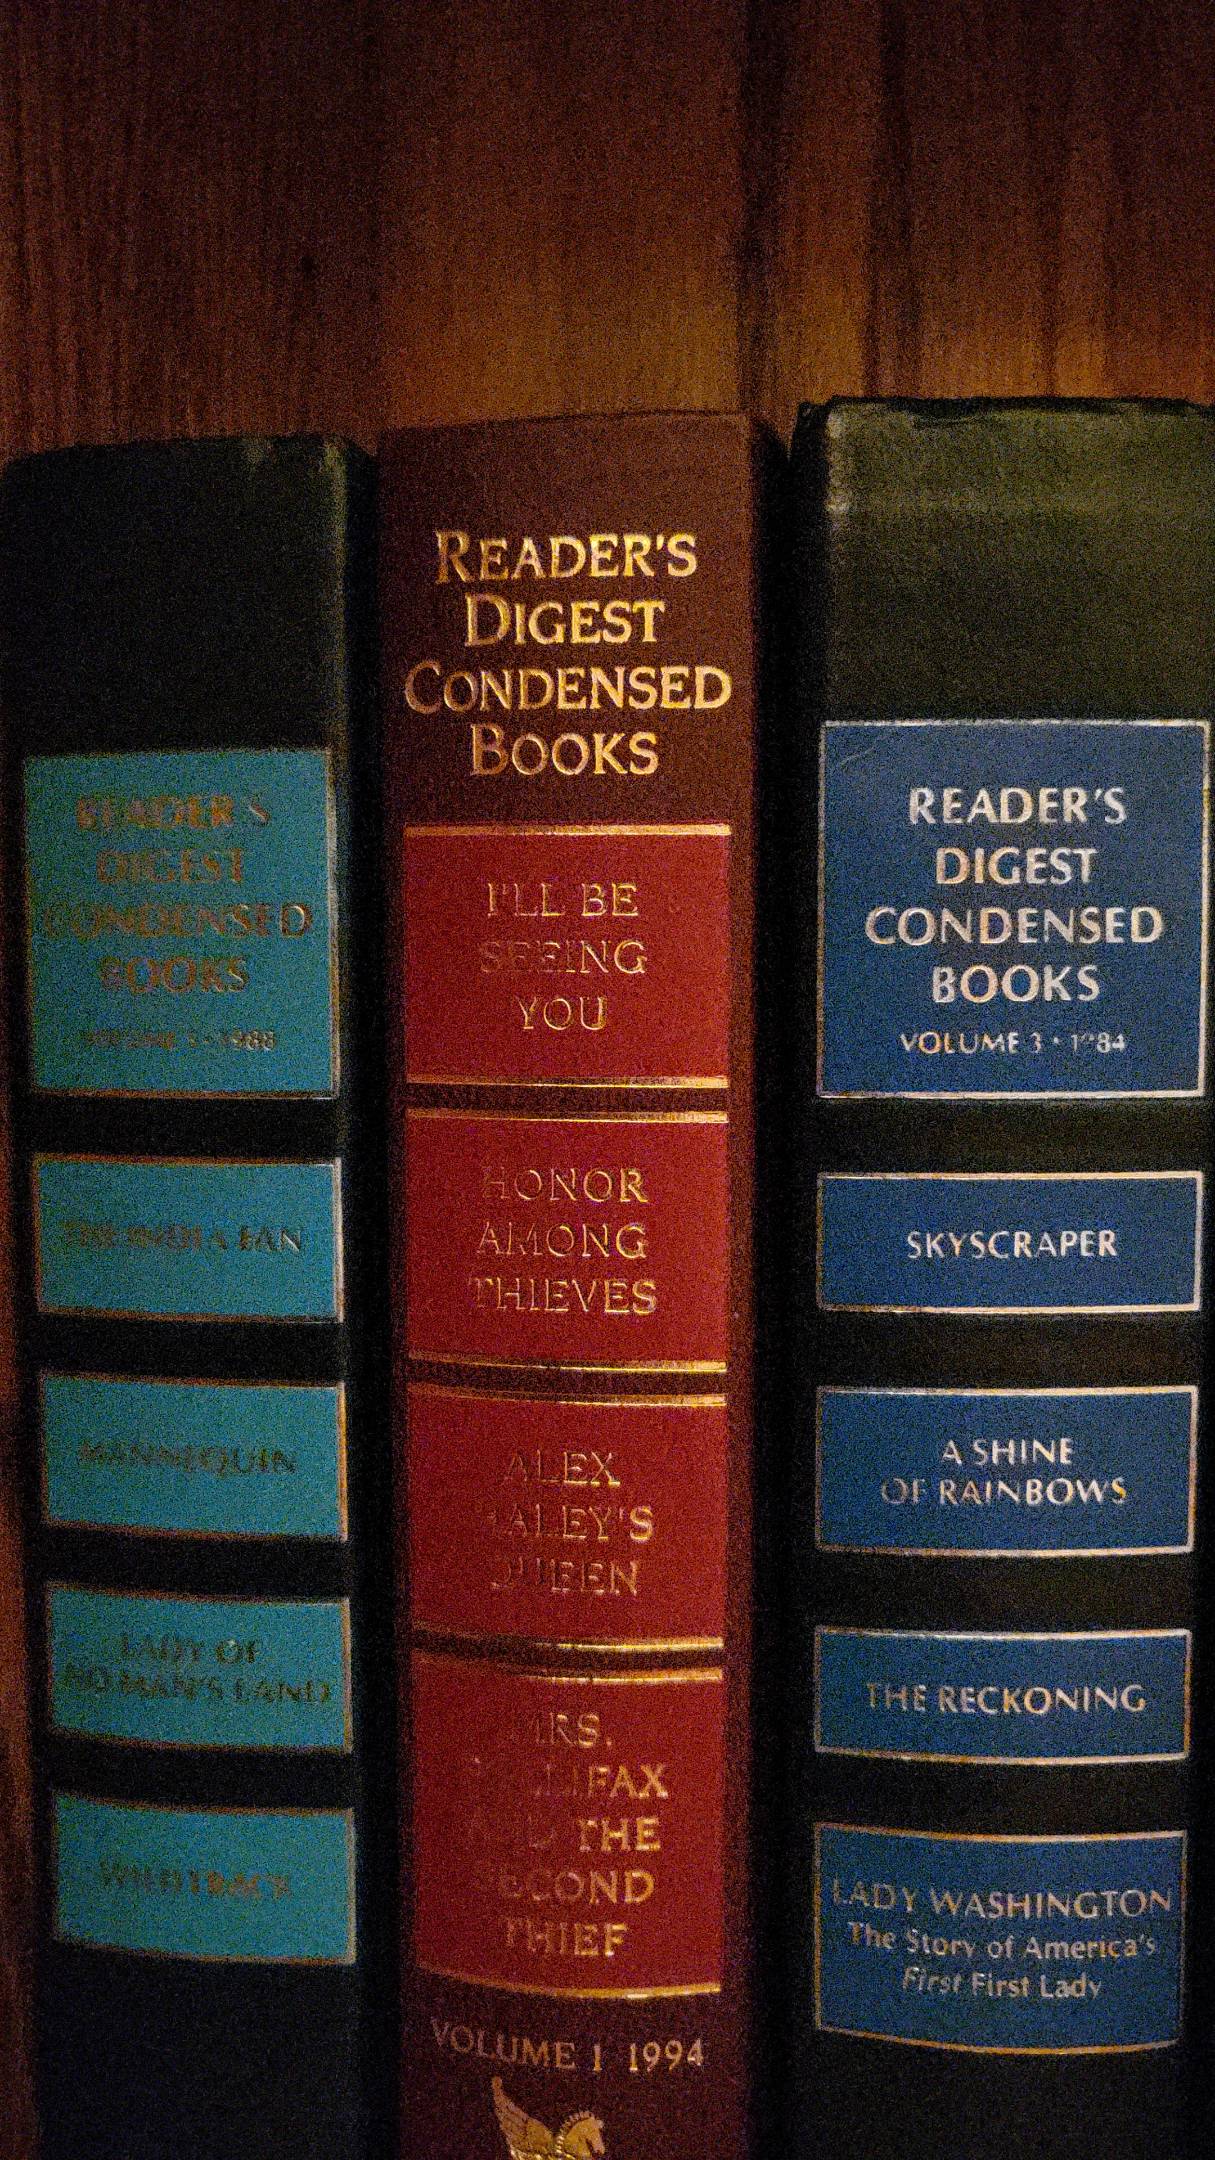 READER'S
DIGEST
CONDENSED
BOOKS
1988
THE INDIA FAN
MANNEQUIN
LADY OF
NO MAN'S LAND
WILDTRACK
READER'S
DIGEST
CONDENSED
BOOKS
I'LL BE
SEEING
YOU
HONOR
AMONG
THIEVES
ALEX
HALEY'S
QUEEN
MRS.
POLLIFAX
AND THE
SECOND
THIEF
VOLUME 1 1994
READER'S
DIGEST
CONDENSED
BOOKS
VOLUME 3 • 1984
SKYSCRAPER
A SHINE
OF RAINBOWS
THE RECKONING
LADY WASHINGTON
The Story of America's
First First Lady